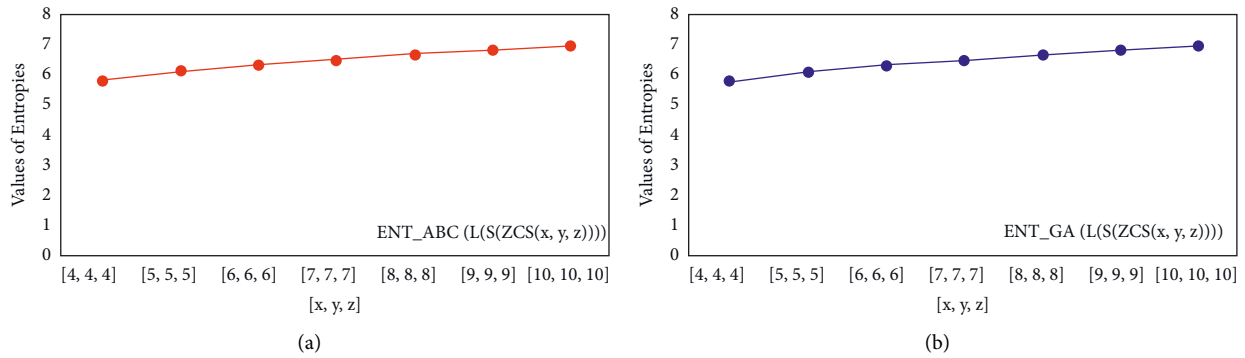 8
7
6
5
4
3
2
1
0
Values of Entropies
ENT_ABC (L(S(ZCS(x, y, z))))
[4, 4, 4] [5, 5, 5] [6, 6, 6] [7, 7, 7] [8, 8, 8] [9, 9, 9] [10, 10, 10]
[x, y, z]
(a)
8
7
6
5
4
3
2
1
0
Values of Entropies
ENT_GA (L(S(ZCS(x, y, z))))
[4, 4, 4] [5, 5, 5] [6, 6, 6] [7, 7, 7] [8, 8, 8] [9, 9, 9] [10, 10, 10]
[x, y, z]
(b)